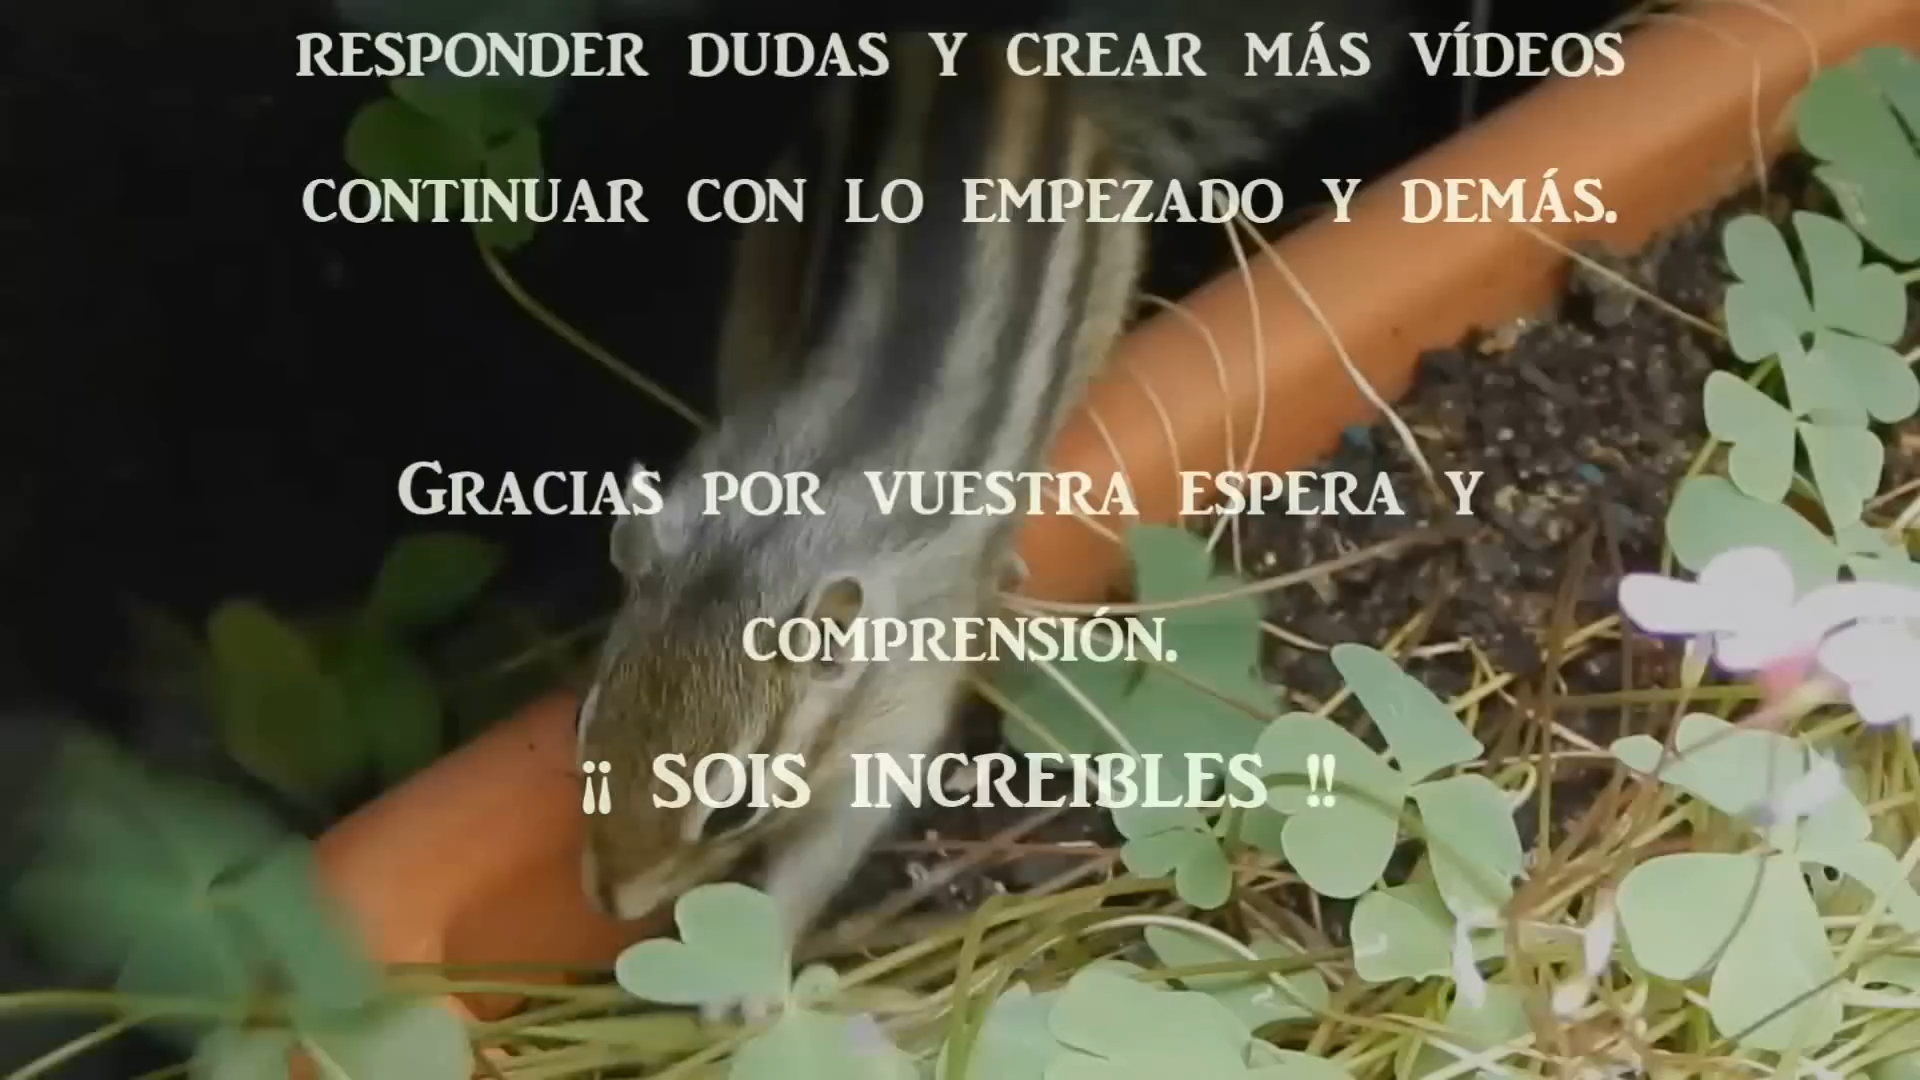 RESPONDER DUDAS Y CREAR MÁS VÍDEOS
CONTINUAR CON LO EMPEZADO Y DEMÁS.
GRACIAS POR VUESTRA ESPERA Y
COMPRENSIÓN.
¡¡ SOIS INCREIBLES !!